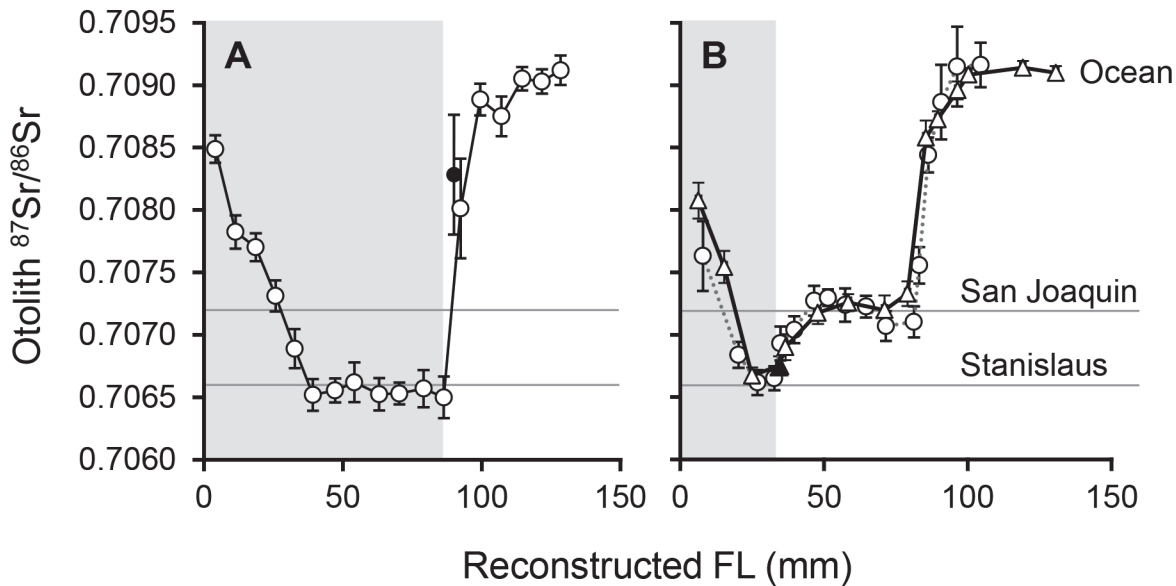 A
B
Otolith ⁸⁷Sr/⁸⁶Sr
0.7095
0.7090
0.7085
0.7080
0.7075
0.7070
0.7065
0.7060
Ocean
San Joaquin
Stanislaus
0 50 100 150
0 50 100 150
Reconstructed FL (mm)